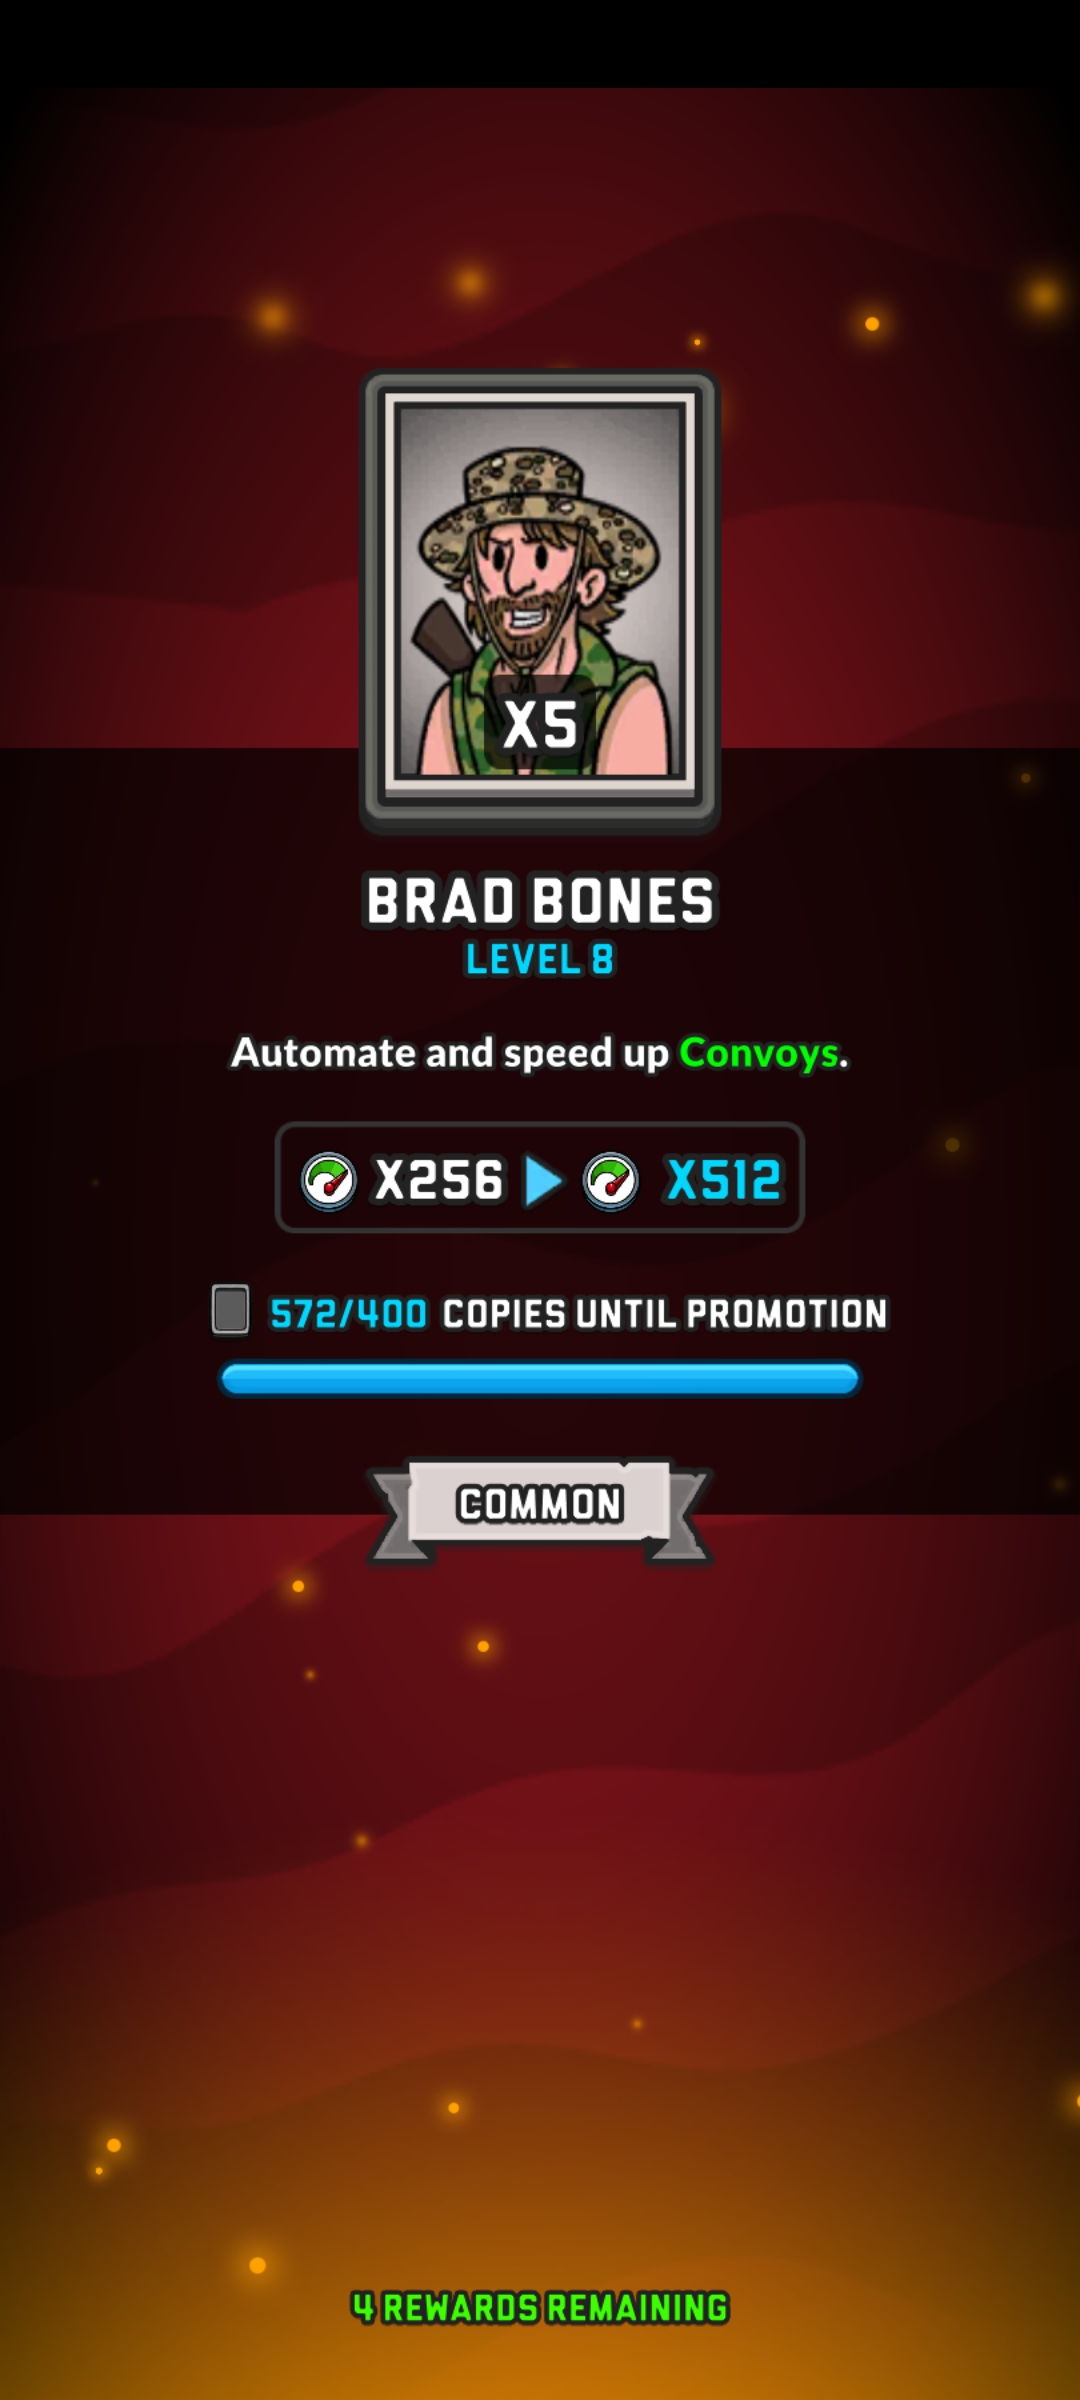 X5
BRAD BONES
LEVEL 8
Automate and speed up Convoys.
X256 X512
572/400 COPIES UNTIL PROMOTION
COMMON
4 REWARDS REMAINING